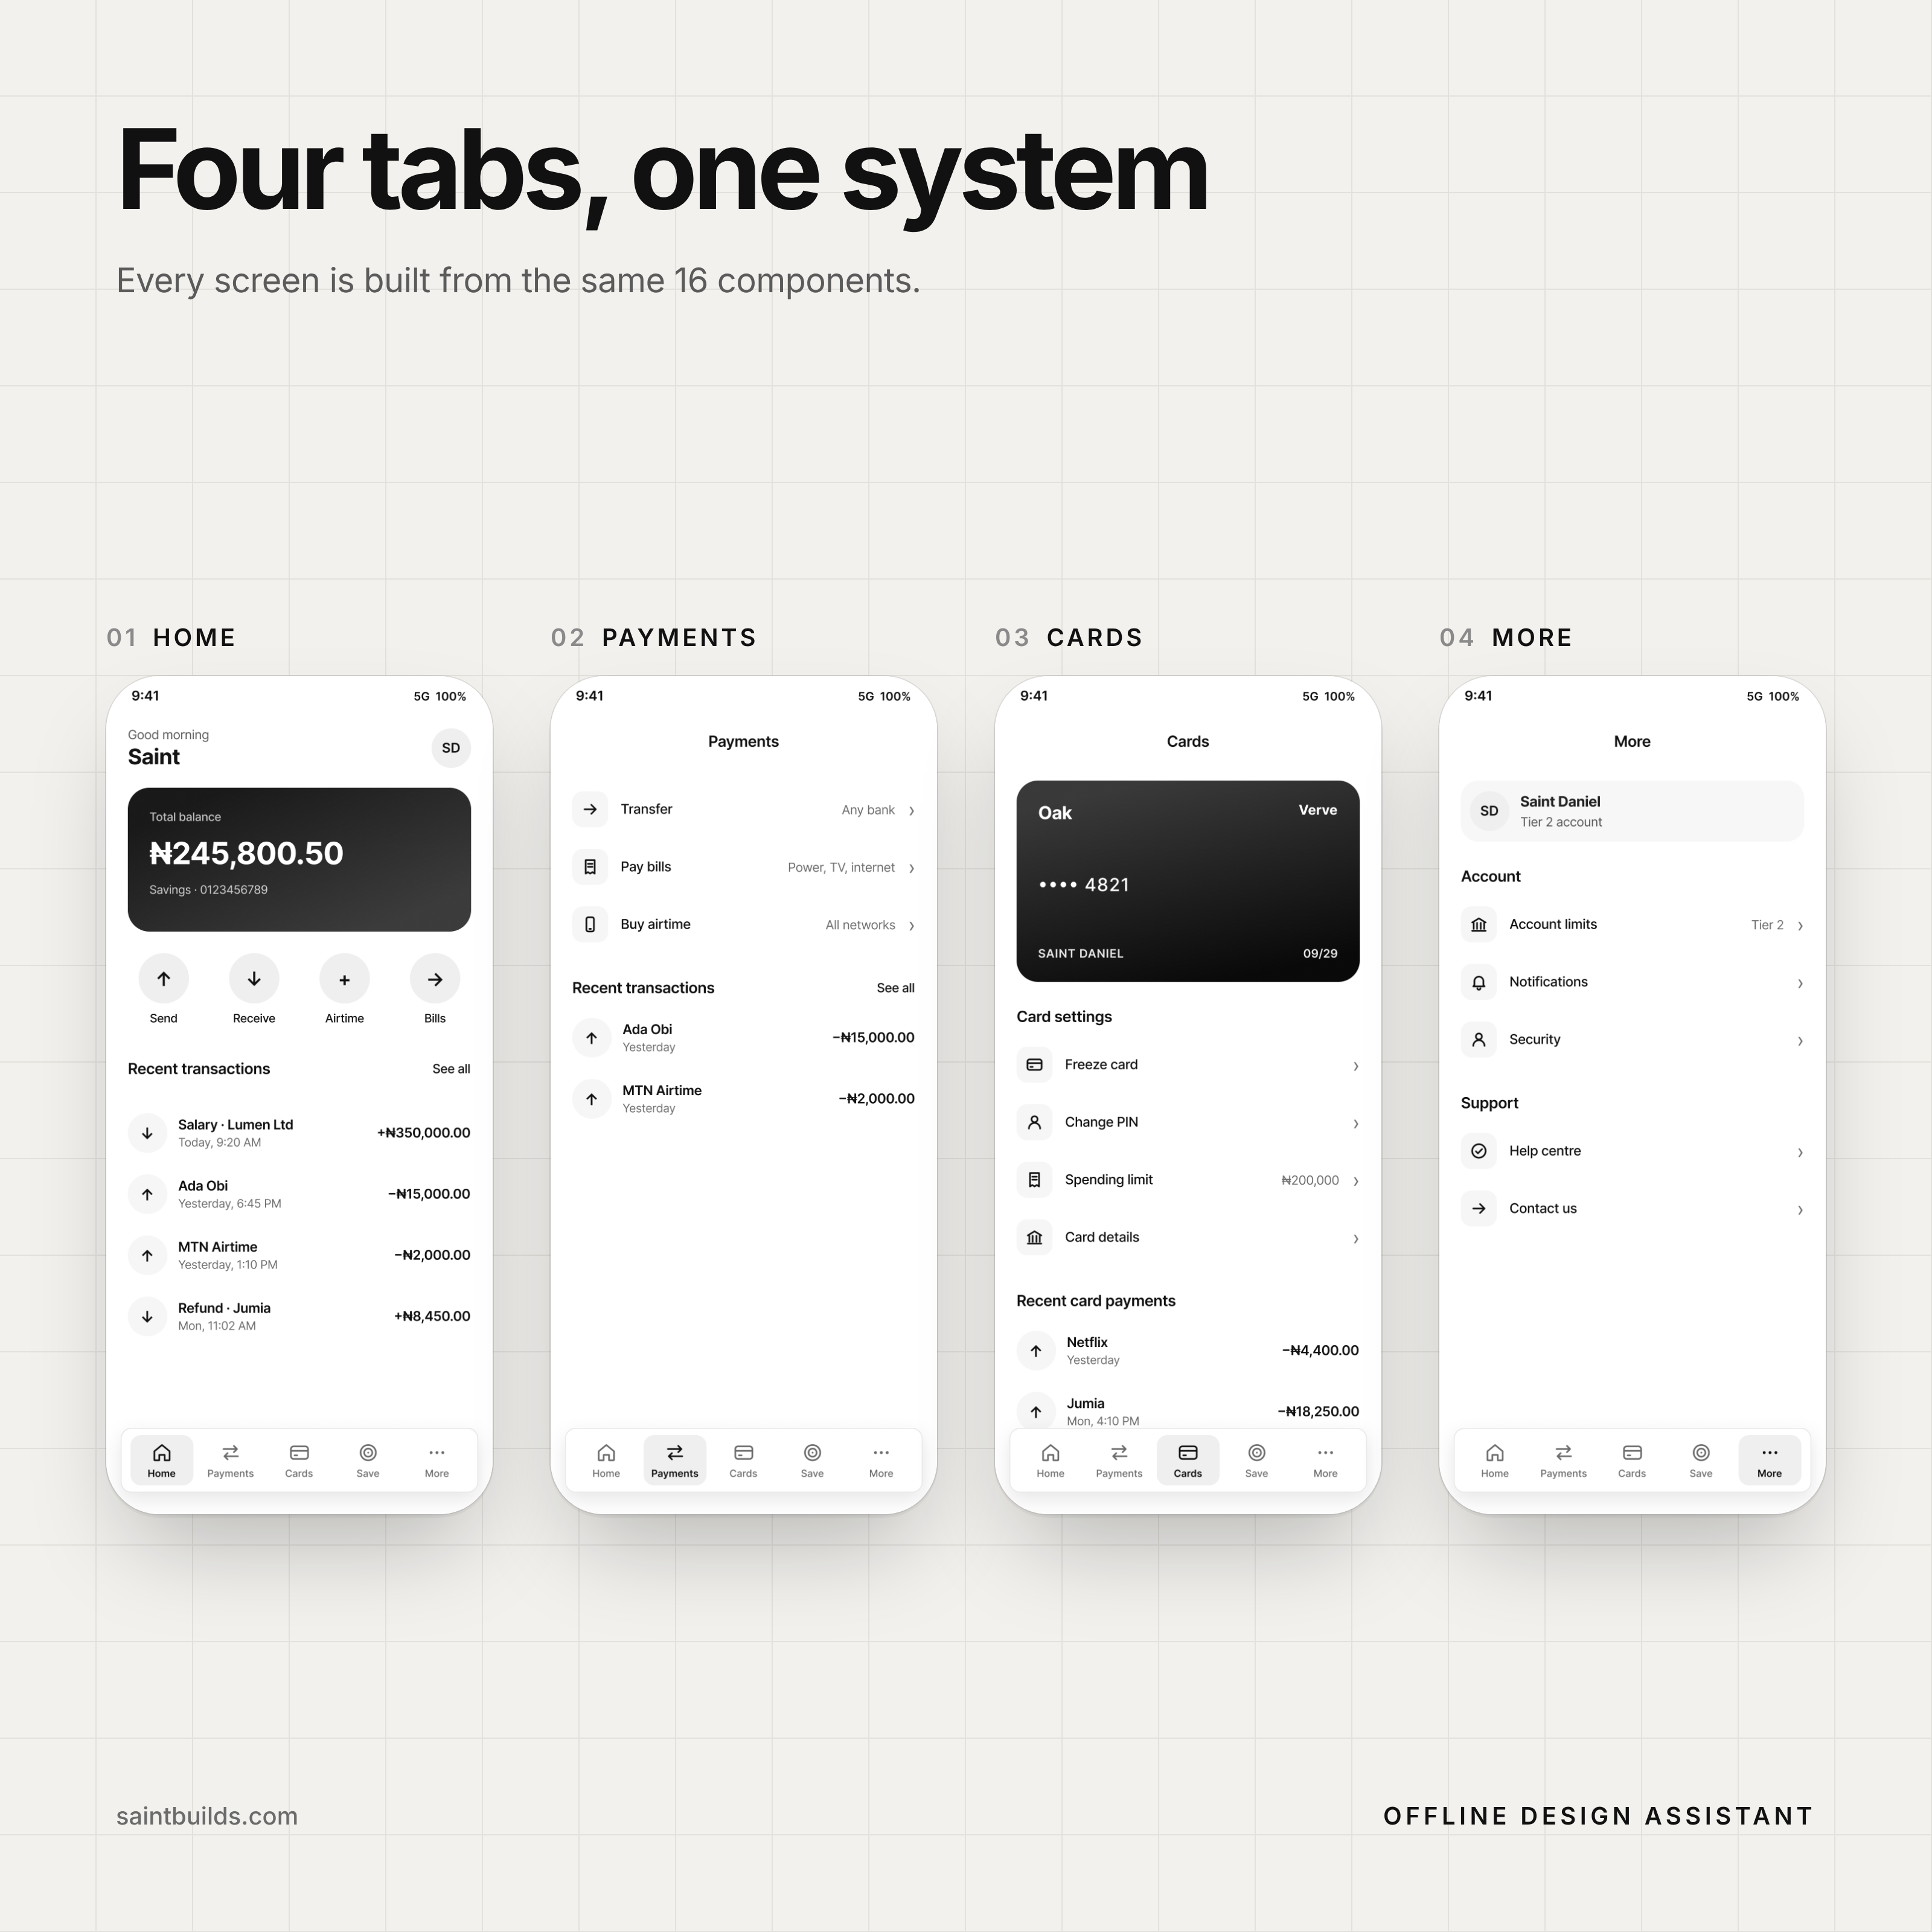 Four tabs, one system
Every screen is built from the same 16 components.
01 HOME
9:41 5G 100%
Good morning
Saint
SD
Total balance
₦245,800.50
Savings · 0123456789
Send Receive Airtime Bills
Recent transactions See all
Salary · Lumen Ltd +₦350,000.00
Today, 9:20 AM
Ada Obi −₦15,000.00
Yesterday, 6:45 PM
MTN Airtime −₦2,000.00
Yesterday, 1:10 PM
Refund · Jumia +₦8,450.00
Mon, 11:02 AM
Home Payments Cards Save More
02 PAYMENTS
9:41 5G 100%
Payments
Transfer Any bank ›
Pay bills Power, TV, internet ›
Buy airtime All networks ›
Recent transactions See all
Ada Obi −₦15,000.00
Yesterday
MTN Airtime −₦2,000.00
Yesterday
Home Payments Cards Save More
03 CARDS
9:41 5G 100%
Cards
Oak Verve
•••• 4821
SAINT DANIEL 09/29
Card settings
Freeze card ›
Change PIN ›
Spending limit ₦200,000 ›
Card details ›
Recent card payments
Netflix −₦4,400.00
Yesterday
Jumia −₦18,250.00
Mon, 4:10 PM
Home Payments Cards Save More
04 MORE
9:41 5G 100%
More
SD Saint Daniel
Tier 2 account
Account
Account limits Tier 2 ›
Notifications ›
Security ›
Support
Help centre ›
Contact us ›
Home Payments Cards Save More
saintbuilds.com
OFFLINE DESIGN ASSISTANT